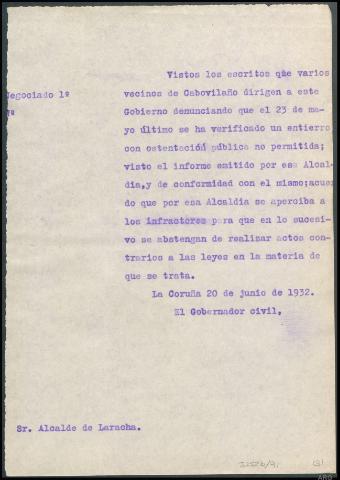 Vistos los escritos que varios
Negociado 1º
vecinos de Cabovilaño dirigen a este
Gobierno denunciando que el 23 de ma-
yo último se ha verificado un entierro
con ostentación pública no permitida;
visto el informe emitido por esa Alcal-
dia,y de conformidad con el mismo;acuer
do que por esa Alcaldia se aperciba a
los infractores para que en lo sucesi-
vo se abstengan de realizar actos con-
trarios a las leyes en la materia de
que se trata.
La Coruña 20 de junio de 1932.
El Gobernador civil,
Sr. Alcalde de Laracha.